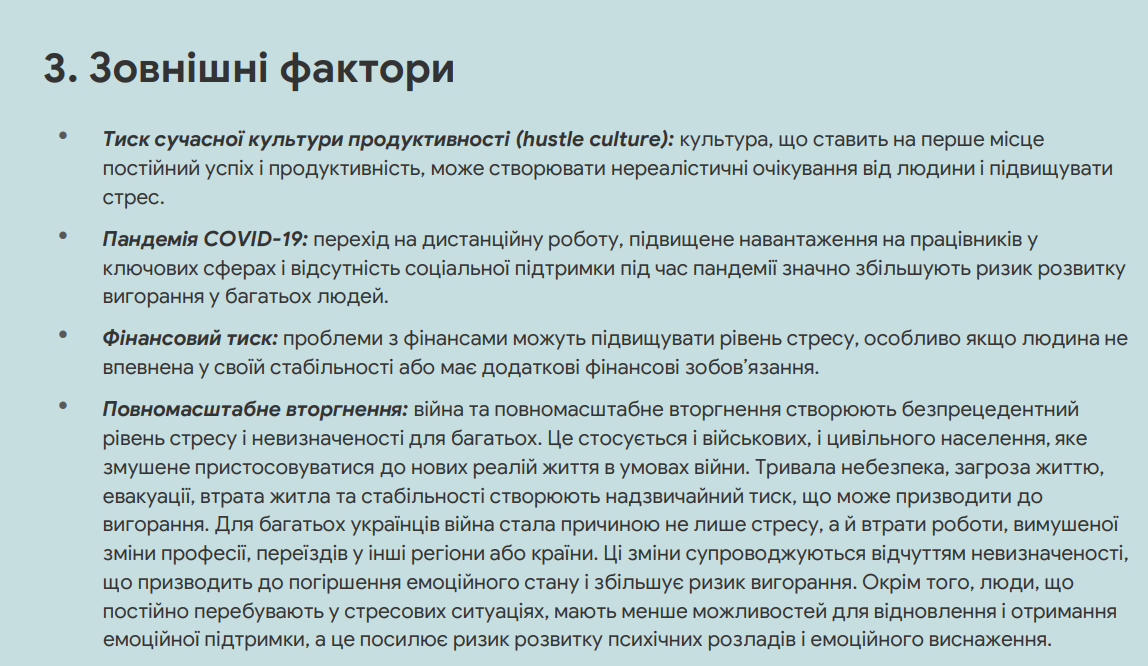 3. Зовнішні фактори
• Тиск сучасної культури продуктивності (hustle culture): культура, що ставить на перше місце
постійний успіх і продуктивність, може створювати нереалістичні очікування від людини і підвищувати
стрес.
• Пандемія COVID-19: перехід на дистанційну роботу, підвищене навантаження на працівників у
ключових сферах і відсутність соціальної підтримки під час пандемії значно збільшують ризик розвитку
вигорання у багатьох людей.
• Фінансовий тиск: проблеми з фінансами можуть підвищувати рівень стресу, особливо якщо людина не
впевнена у своїй стабільності або має додаткові фінансові зобов’язання.
• Повномасштабне вторгнення: війна та повномасштабне вторгнення створюють безпрецедентний
рівень стресу і невизначеності для багатьох. Це стосується і військових, і цивільного населення, яке
змушене пристосовуватися до нових реалій життя в умовах війни. Тривала небезпека, загроза життю,
евакуації, втрата житла та стабільності створюють надзвичайний тиск, що може призводити до
вигорання. Для багатьох українців війна стала причиною не лише стресу, а й втрати роботи, вимушеної
зміни професії, переїздів у інші регіони або країни. Ці зміни супроводжуються відчуттям невизначеності,
що призводить до погіршення емоційного стану і збільшує ризик вигорання. Окрім того, люди, що
постійно перебувають у стресових ситуаціях, мають менше можливостей для відновлення і отримання
емоційної підтримки, а це посилює ризик розвитку психічних розладів і емоційного виснаження.